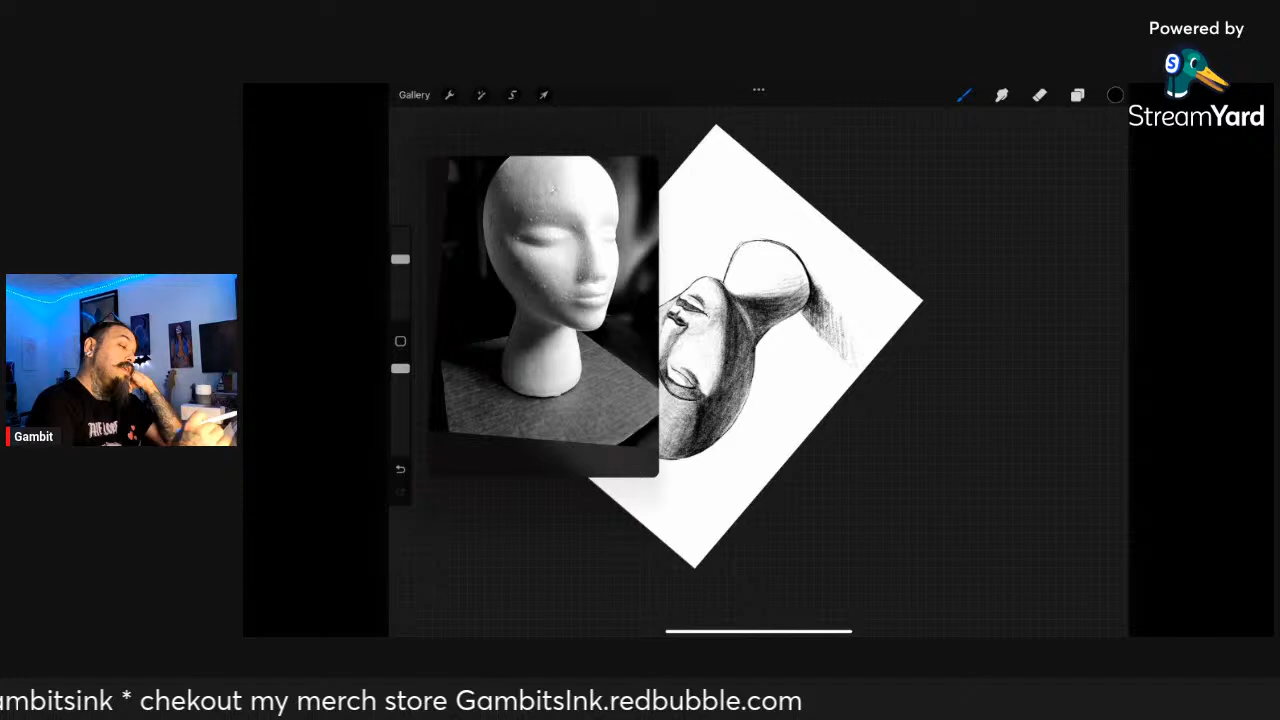 Powered by
StreamYard
Gallery
Gambit
ambitsink * chekout my merch store GambitsInk.redbubble.com